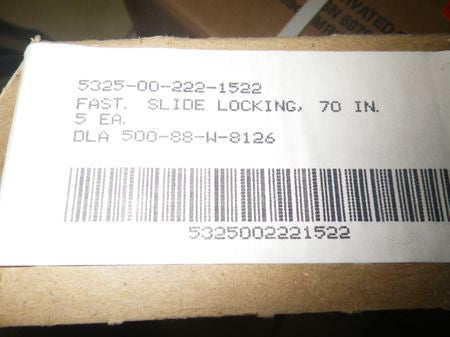 5325-00-222-1522
FAST. SLIDE LOCKING, 70 IN.
5 EA.
DLA 500-88-W-8126
5325002221522